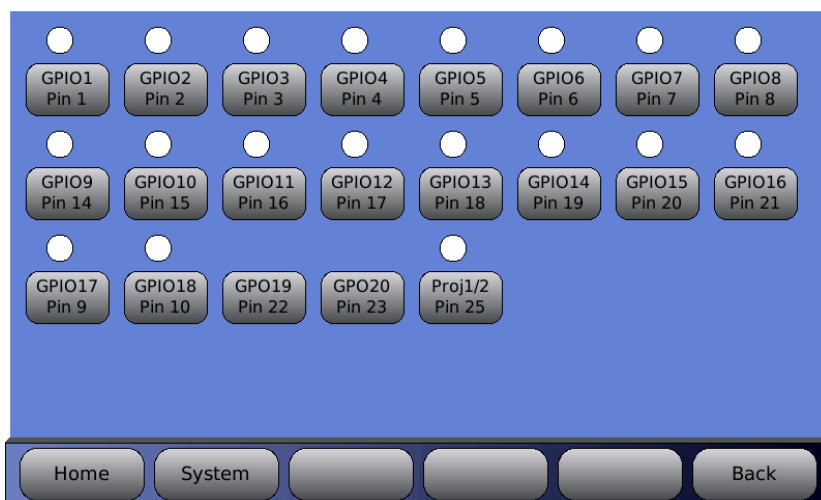 GPIO1 GPIO2 GPIO3 GPIO4 GPIO5 GPIO6 GPIO7 GPIO8
Pin 1 Pin 2 Pin 3 Pin 4 Pin 5 Pin 6 Pin 7 Pin 8
GPIO9 GPIO10 GPIO11 GPIO12 GPIO13 GPIO14 GPIO15 GPIO16
Pin 14 Pin 15 Pin 16 Pin 17 Pin 18 Pin 19 Pin 20 Pin 21
GPIO17 GPIO18 GPO19 GPO20 Proj1/2
Pin 9 Pin 10 Pin 22 Pin 23 Pin 25
Home System Back